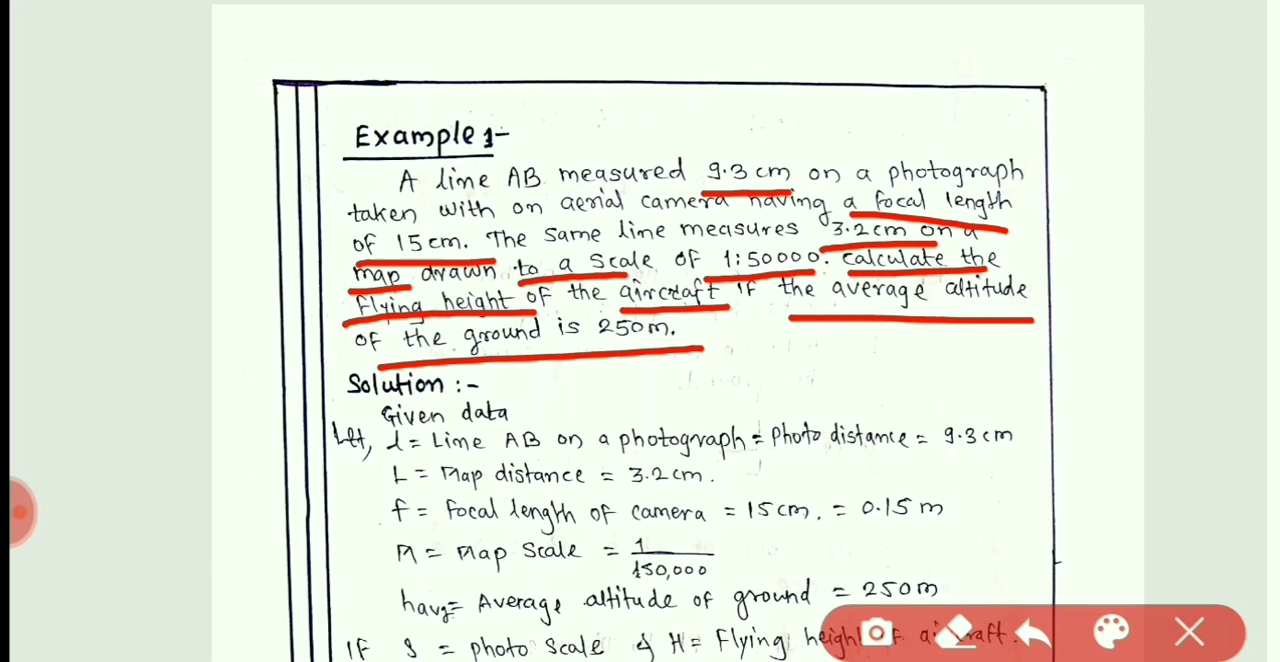 Example 1-
A line AB measured 9.3 cm on a photograph
taken with on aerial camera having a focal length
of 15 cm. The same line measures 3.2 cm on a
map drawn to a scale of 1:50000. calculate the
flying height of the aircraft if the average altitude
of the ground is 250m.
Solution :-
Given data
Let, l = Line AB on a photograph = Photo distance = 9.3 cm
L = Map distance = 3.2 cm.
f = focal length of camera = 15 cm. = 0.15 m
M = Map Scale = 1
50,000
havg = Average altitude of ground = 250m
If S = photo scale & H = Flying height of aircraft.